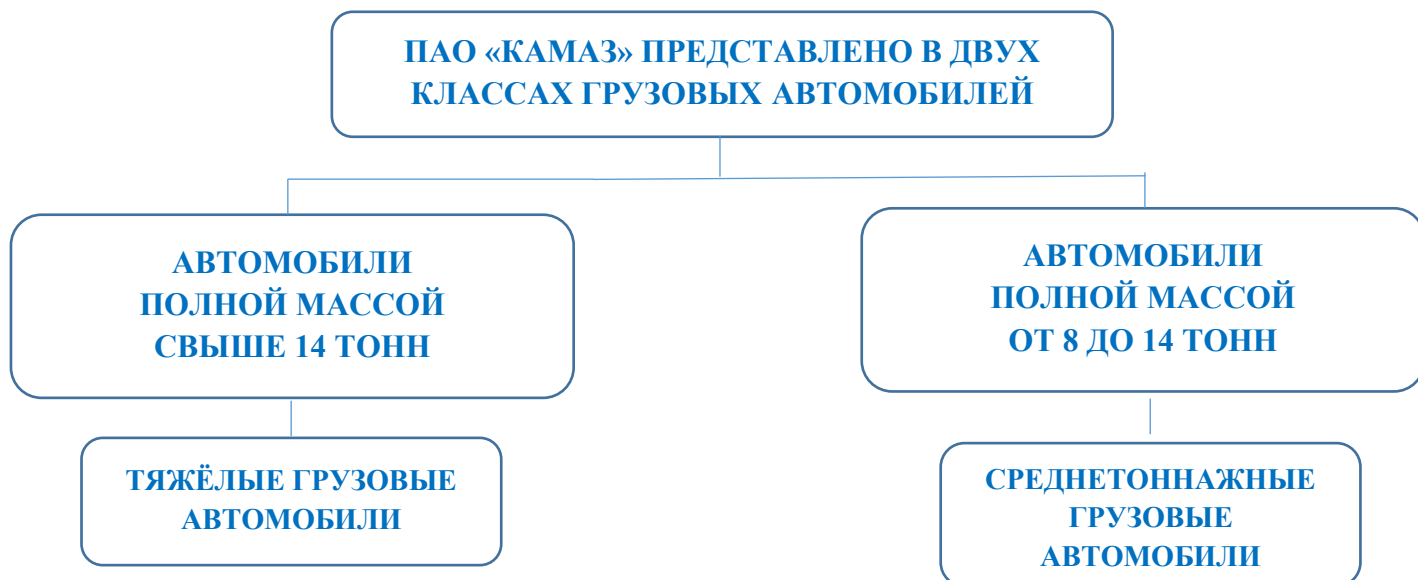 ПАО «КАМАЗ» ПРЕДСТАВЛЕНО В ДВУХ
КЛАССАХ ГРУЗОВЫХ АВТОМОБИЛЕЙ
АВТОМОБИЛИ
ПОЛНОЙ МАССОЙ
СВЫШЕ 14 ТОНН
АВТОМОБИЛИ
ПОЛНОЙ МАССОЙ
ОТ 8 ДО 14 ТОНН
ТЯЖЁЛЫЕ ГРУЗОВЫЕ
АВТОМОБИЛИ
СРЕДНЕТОННАЖНЫЕ
ГРУЗОВЫЕ
АВТОМОБИЛИ